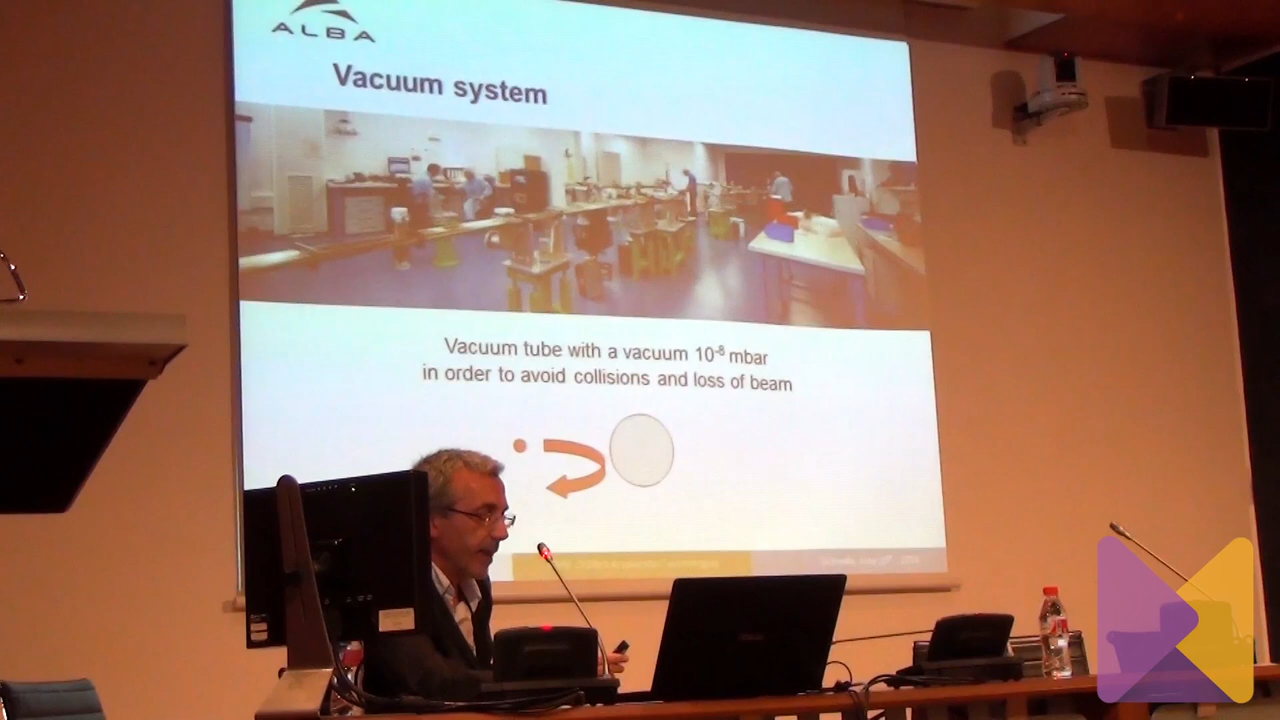 ALBA
Vacuum system
Vacuum tube with a vacuum 10⁻⁸ mbar
in order to avoid collisions and loss of beam